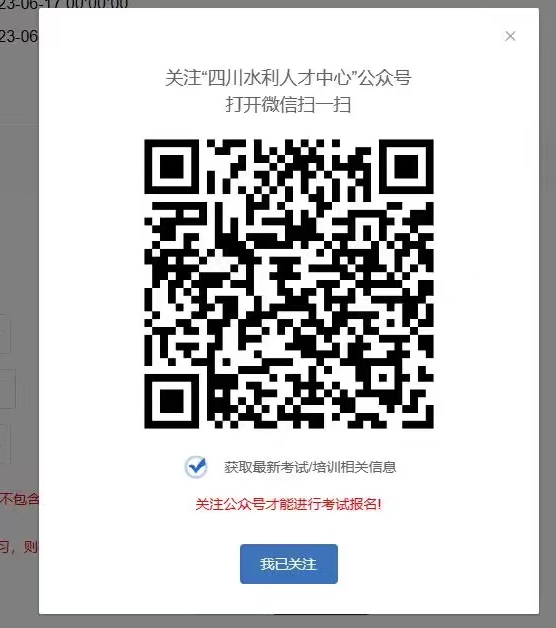 23-06-17 00:00:00
23-06
关注“四川水利人才中心”公众号
打开微信扫一扫
获取最新考试/培训相关信息
不包含
关注公众号才能进行考试报名!
习，则
我已关注